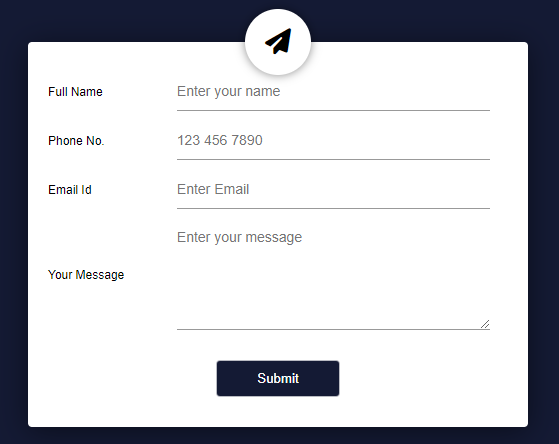 Full Name Enter your name
Phone No. 123 456 7890
Email Id Enter Email
Enter your message
Your Message
Submit